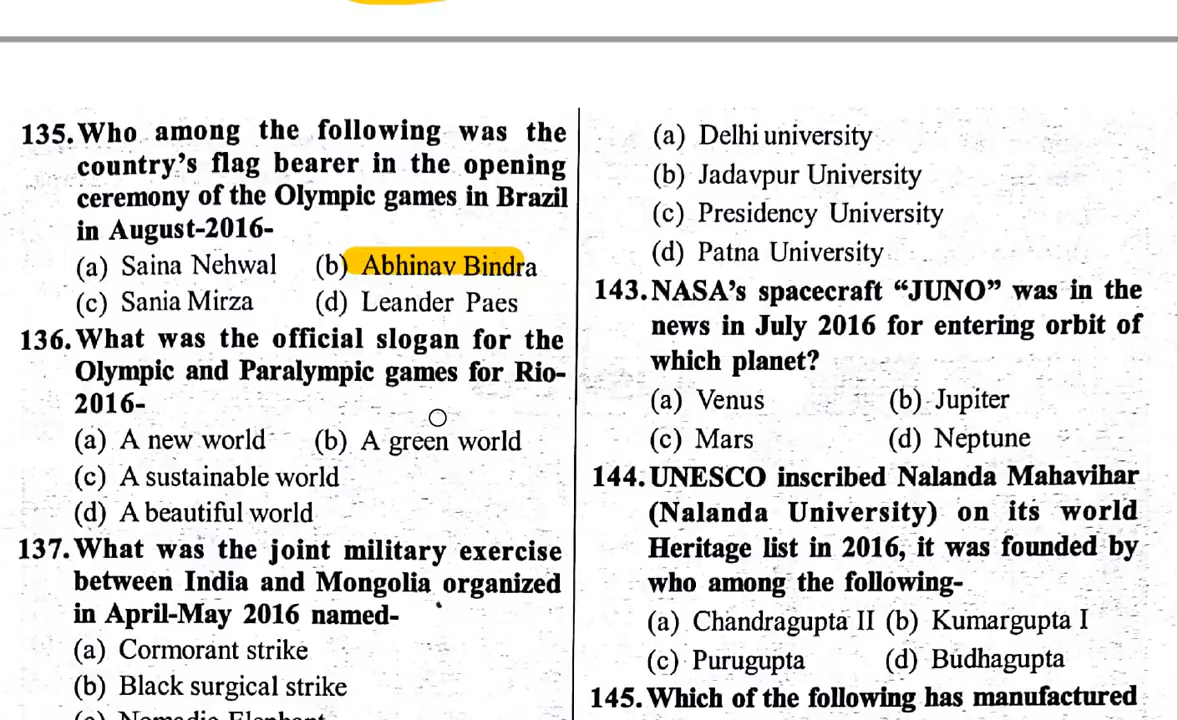 135. Who among the following was the
country's flag bearer in the opening
ceremony of the Olympic games in Brazil
in August-2016-
(a) Saina Nehwal (b) Abhinav Bindra
(c) Sania Mirza (d) Leander Paes
136. What was the official slogan for the
Olympic and Paralympic games for Rio-
2016-
(a) A new world (b) A green world
(c) A sustainable world
(d) A beautiful world
137. What was the joint military exercise
between India and Mongolia organized
in April-May 2016 named-
(a) Cormorant strike
(b) Black surgical strike
(c) Nomadic Elephant
(a) Delhi university
(b) Jadavpur University
(c) Presidency University
(d) Patna University
143. NASA's spacecraft “JUNO” was in the
news in July 2016 for entering orbit of
which planet?
(a) Venus (b) Jupiter
(c) Mars (d) Neptune
144. UNESCO inscribed Nalanda Mahavihar
(Nalanda University) on its world
Heritage list in 2016, it was founded by
who among the following-
(a) Chandragupta II (b) Kumargupta I
(c) Purugupta (d) Budhagupta
145. Which of the following has manufactured